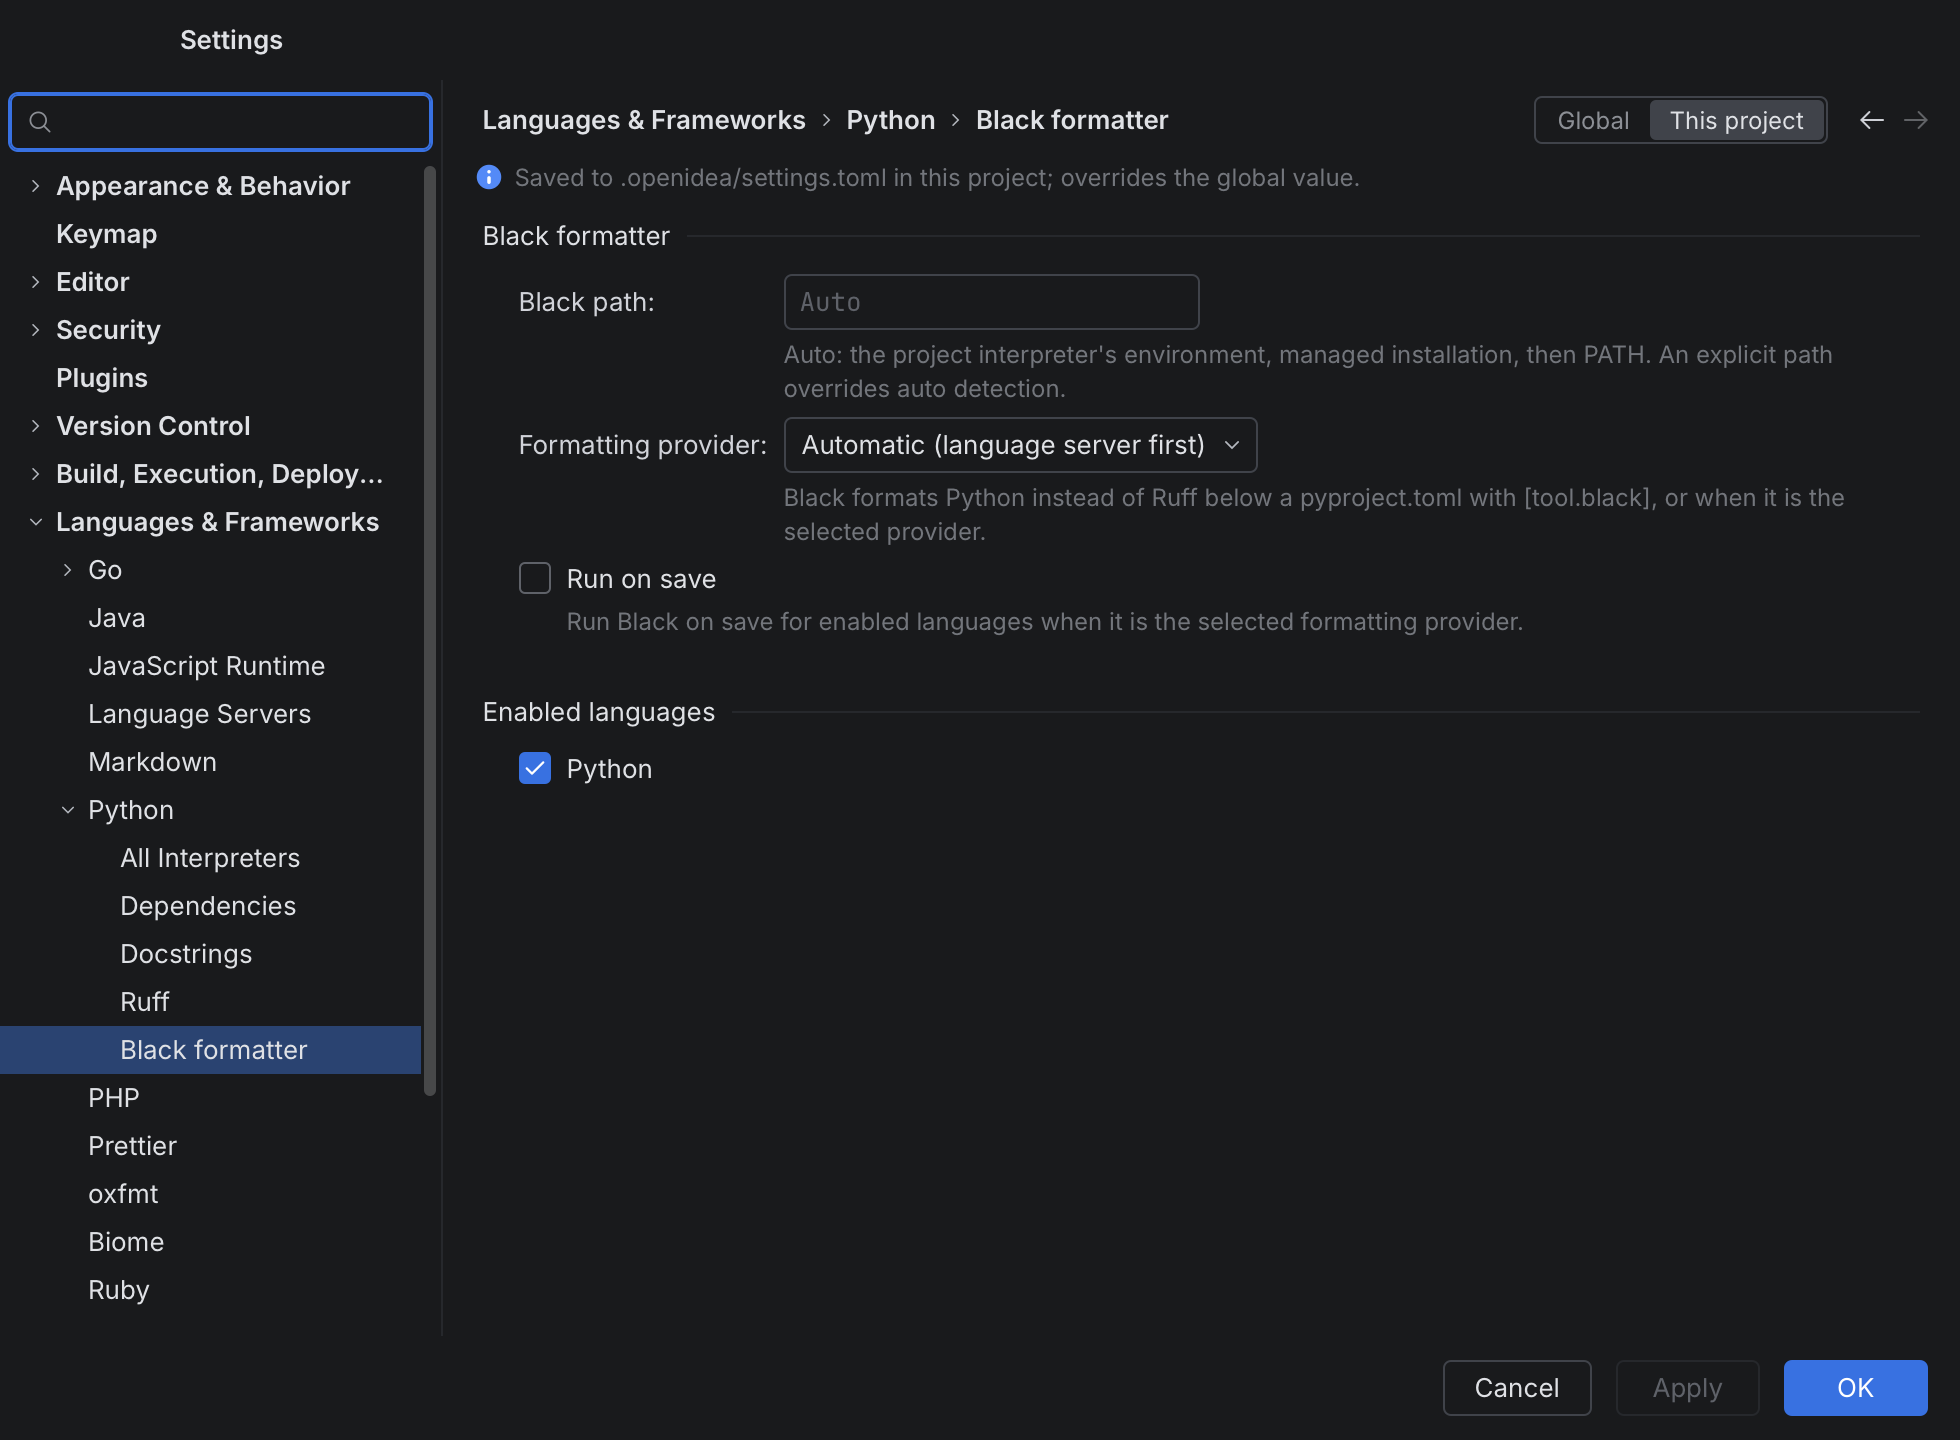 Settings
Languages & Frameworks › Python › Black formatter
Global
This project
Saved to .openidea/settings.toml in this project; overrides the global value.
Appearance & Behavior
Keymap
Editor
Security
Plugins
Version Control
Build, Execution, Deploy...
Languages & Frameworks
Go
Java
JavaScript Runtime
Language Servers
Markdown
Python
All Interpreters
Dependencies
Docstrings
Ruff
Black formatter
PHP
Prettier
oxfmt
Biome
Ruby
Black formatter
Black path:
Auto
Auto: the project interpreter's environment, managed installation, then PATH. An explicit path
overrides auto detection.
Formatting provider:
Automatic (language server first)
Black formats Python instead of Ruff below a pyproject.toml with [tool.black], or when it is the
selected provider.
Run on save
Run Black on save for enabled languages when it is the selected formatting provider.
Enabled languages
Python
Cancel
Apply
OK